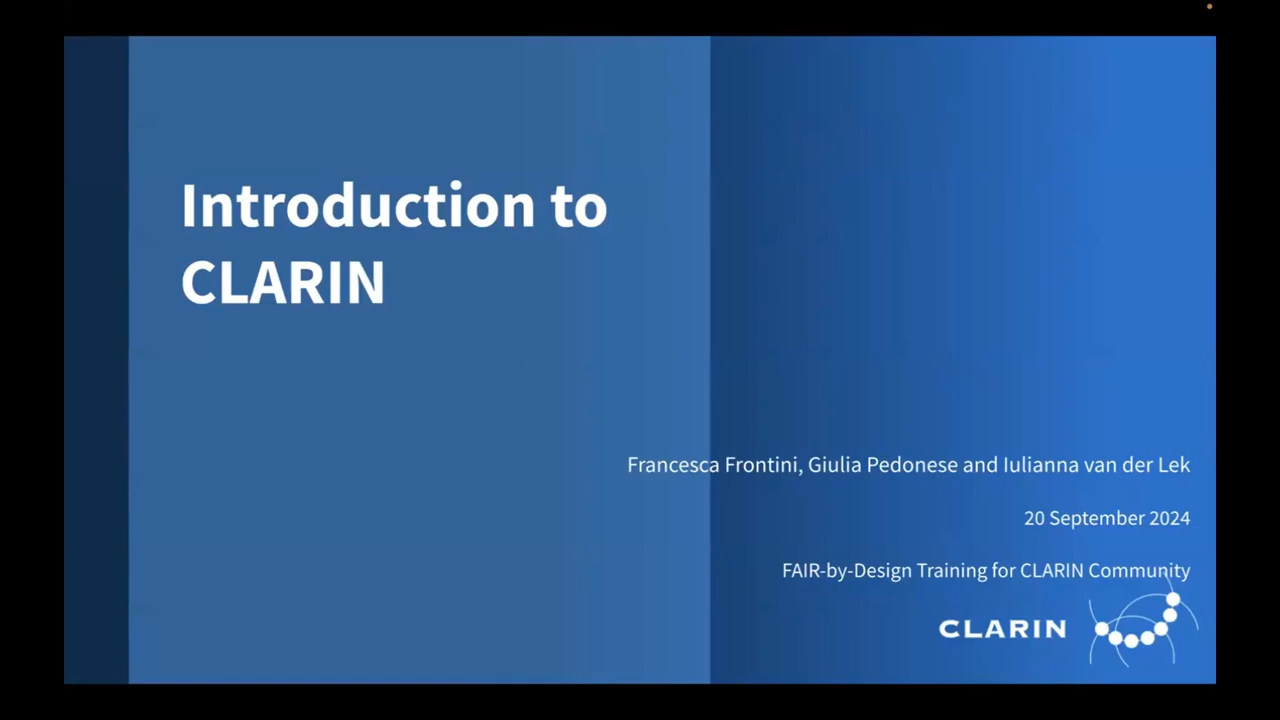 Introduction to
CLARIN
Francesca Frontini, Giulia Pedonese and Iulianna van der Lek
20 September 2024
FAIR-by-Design Training for CLARIN Community
CLARIN